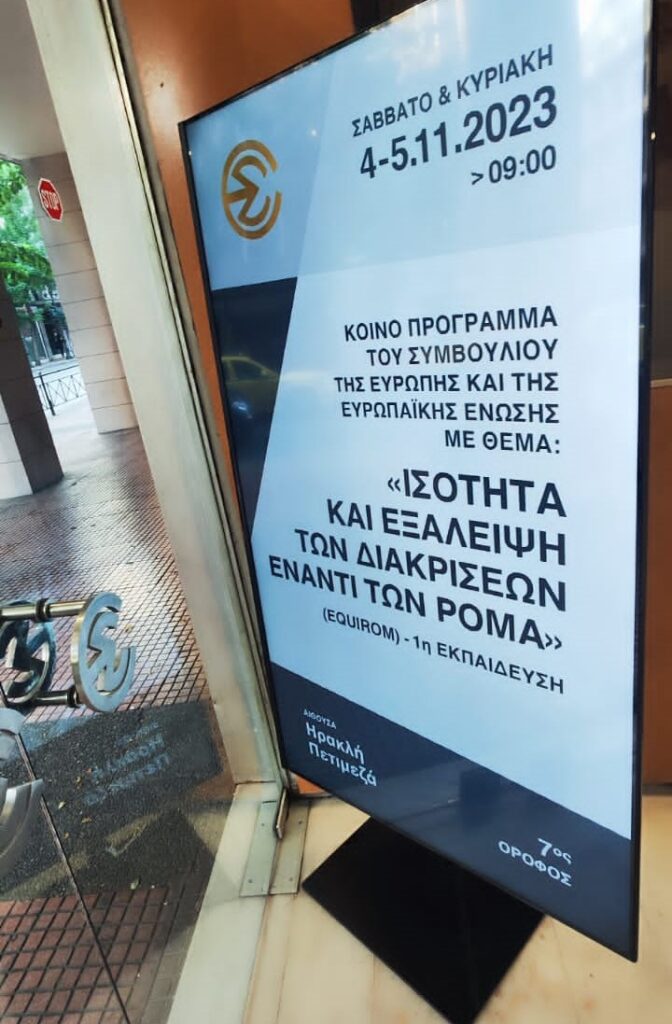 STOP
ΣΑΒΒΑΤΟ & ΚΥΡΙΑΚΗ
4-5.11.2023
> 09:00
ΚΟΙΝΟ ΠΡΟΓΡΑΜΜΑ
ΤΟΥ ΣΥΜΒΟΥΛΙΟΥ
ΤΗΣ ΕΥΡΩΠΗΣ ΚΑΙ ΤΗΣ
ΕΥΡΩΠΑΪΚΗΣ ΕΝΩΣΗΣ
ΜΕ ΘΕΜΑ:
«ΙΣΟΤΗΤΑ
ΚΑΙ ΕΞΑΛΕΙΨΗ
ΤΩΝ ΔΙΑΚΡΙΣΕΩΝ
ΕΝΑΝΤΙ ΤΩΝ ΡΟΜΑ»
(EQUIROM) - 1η ΕΚΠΑΙΔΕΥΣΗ
ΑΙΘΟΥΣΑ
Ηρακλή
Πετιμεζά
7ος
ΟΡΟΦΟΣ